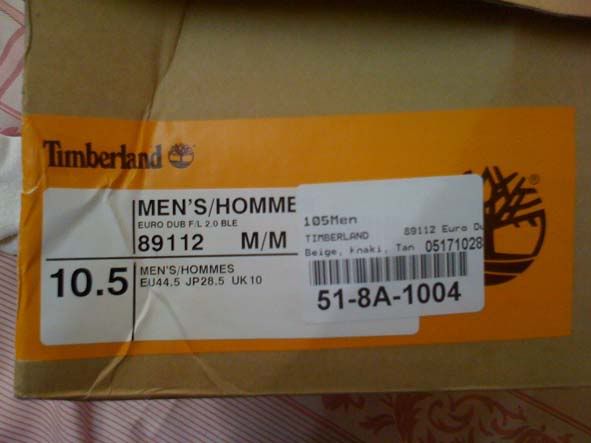 Timberland
MEN'S/HOMME
EURO DUB F/L 2.0 BLE
89112 M/M
10.5
MEN'S/HOMMES
EU44.5 JP28.5 UK10
105Men
TIMBERLAND 89112 Euro Du
Beige, Khaki, Tan 05171028
51-8A-1004
®